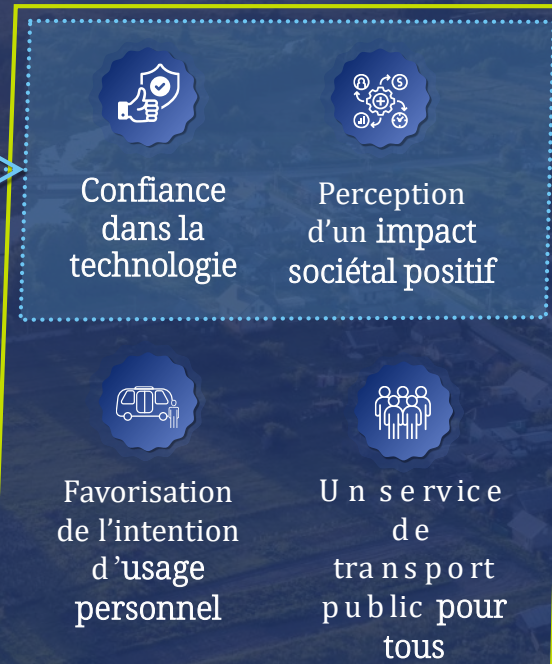 Confiance
dans la
technologie
Perception
d'un impact
sociétal positif
Favorisation
de l'intention
d'usage
personnel
Un service
de
transport
public pour
tous